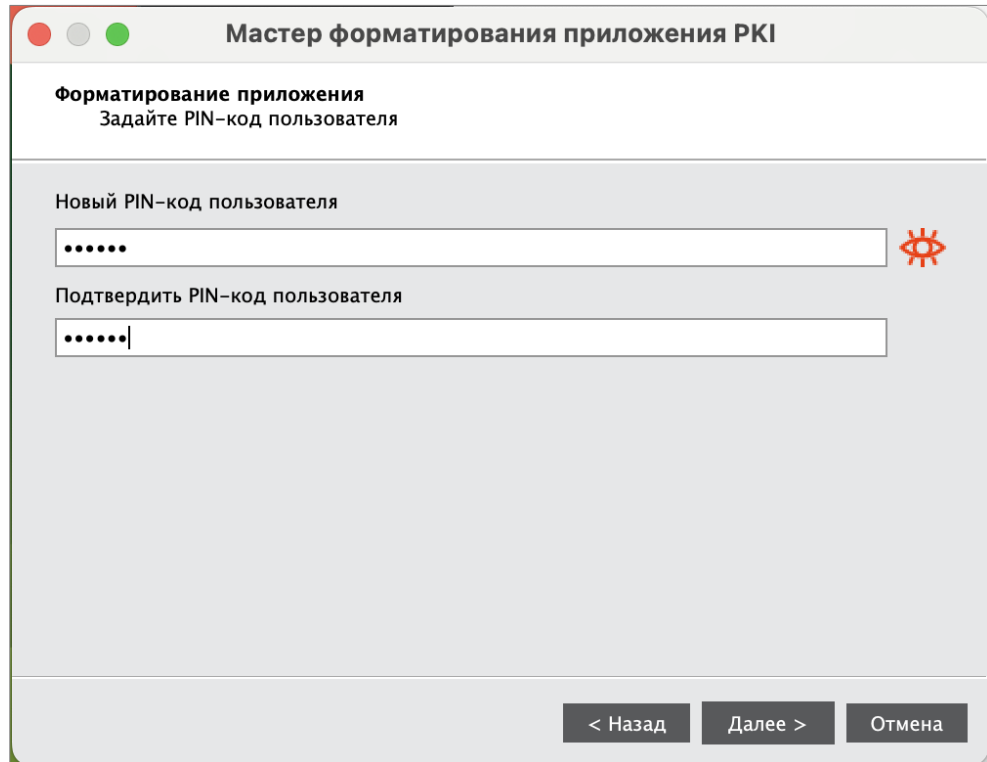 Мастер форматирования приложения PKI
Форматирование приложения
Задайте PIN-код пользователя
Новый PIN-код пользователя
••••••
Подтвердить PIN-код пользователя
••••••
< Назад
Далее >
Отмена